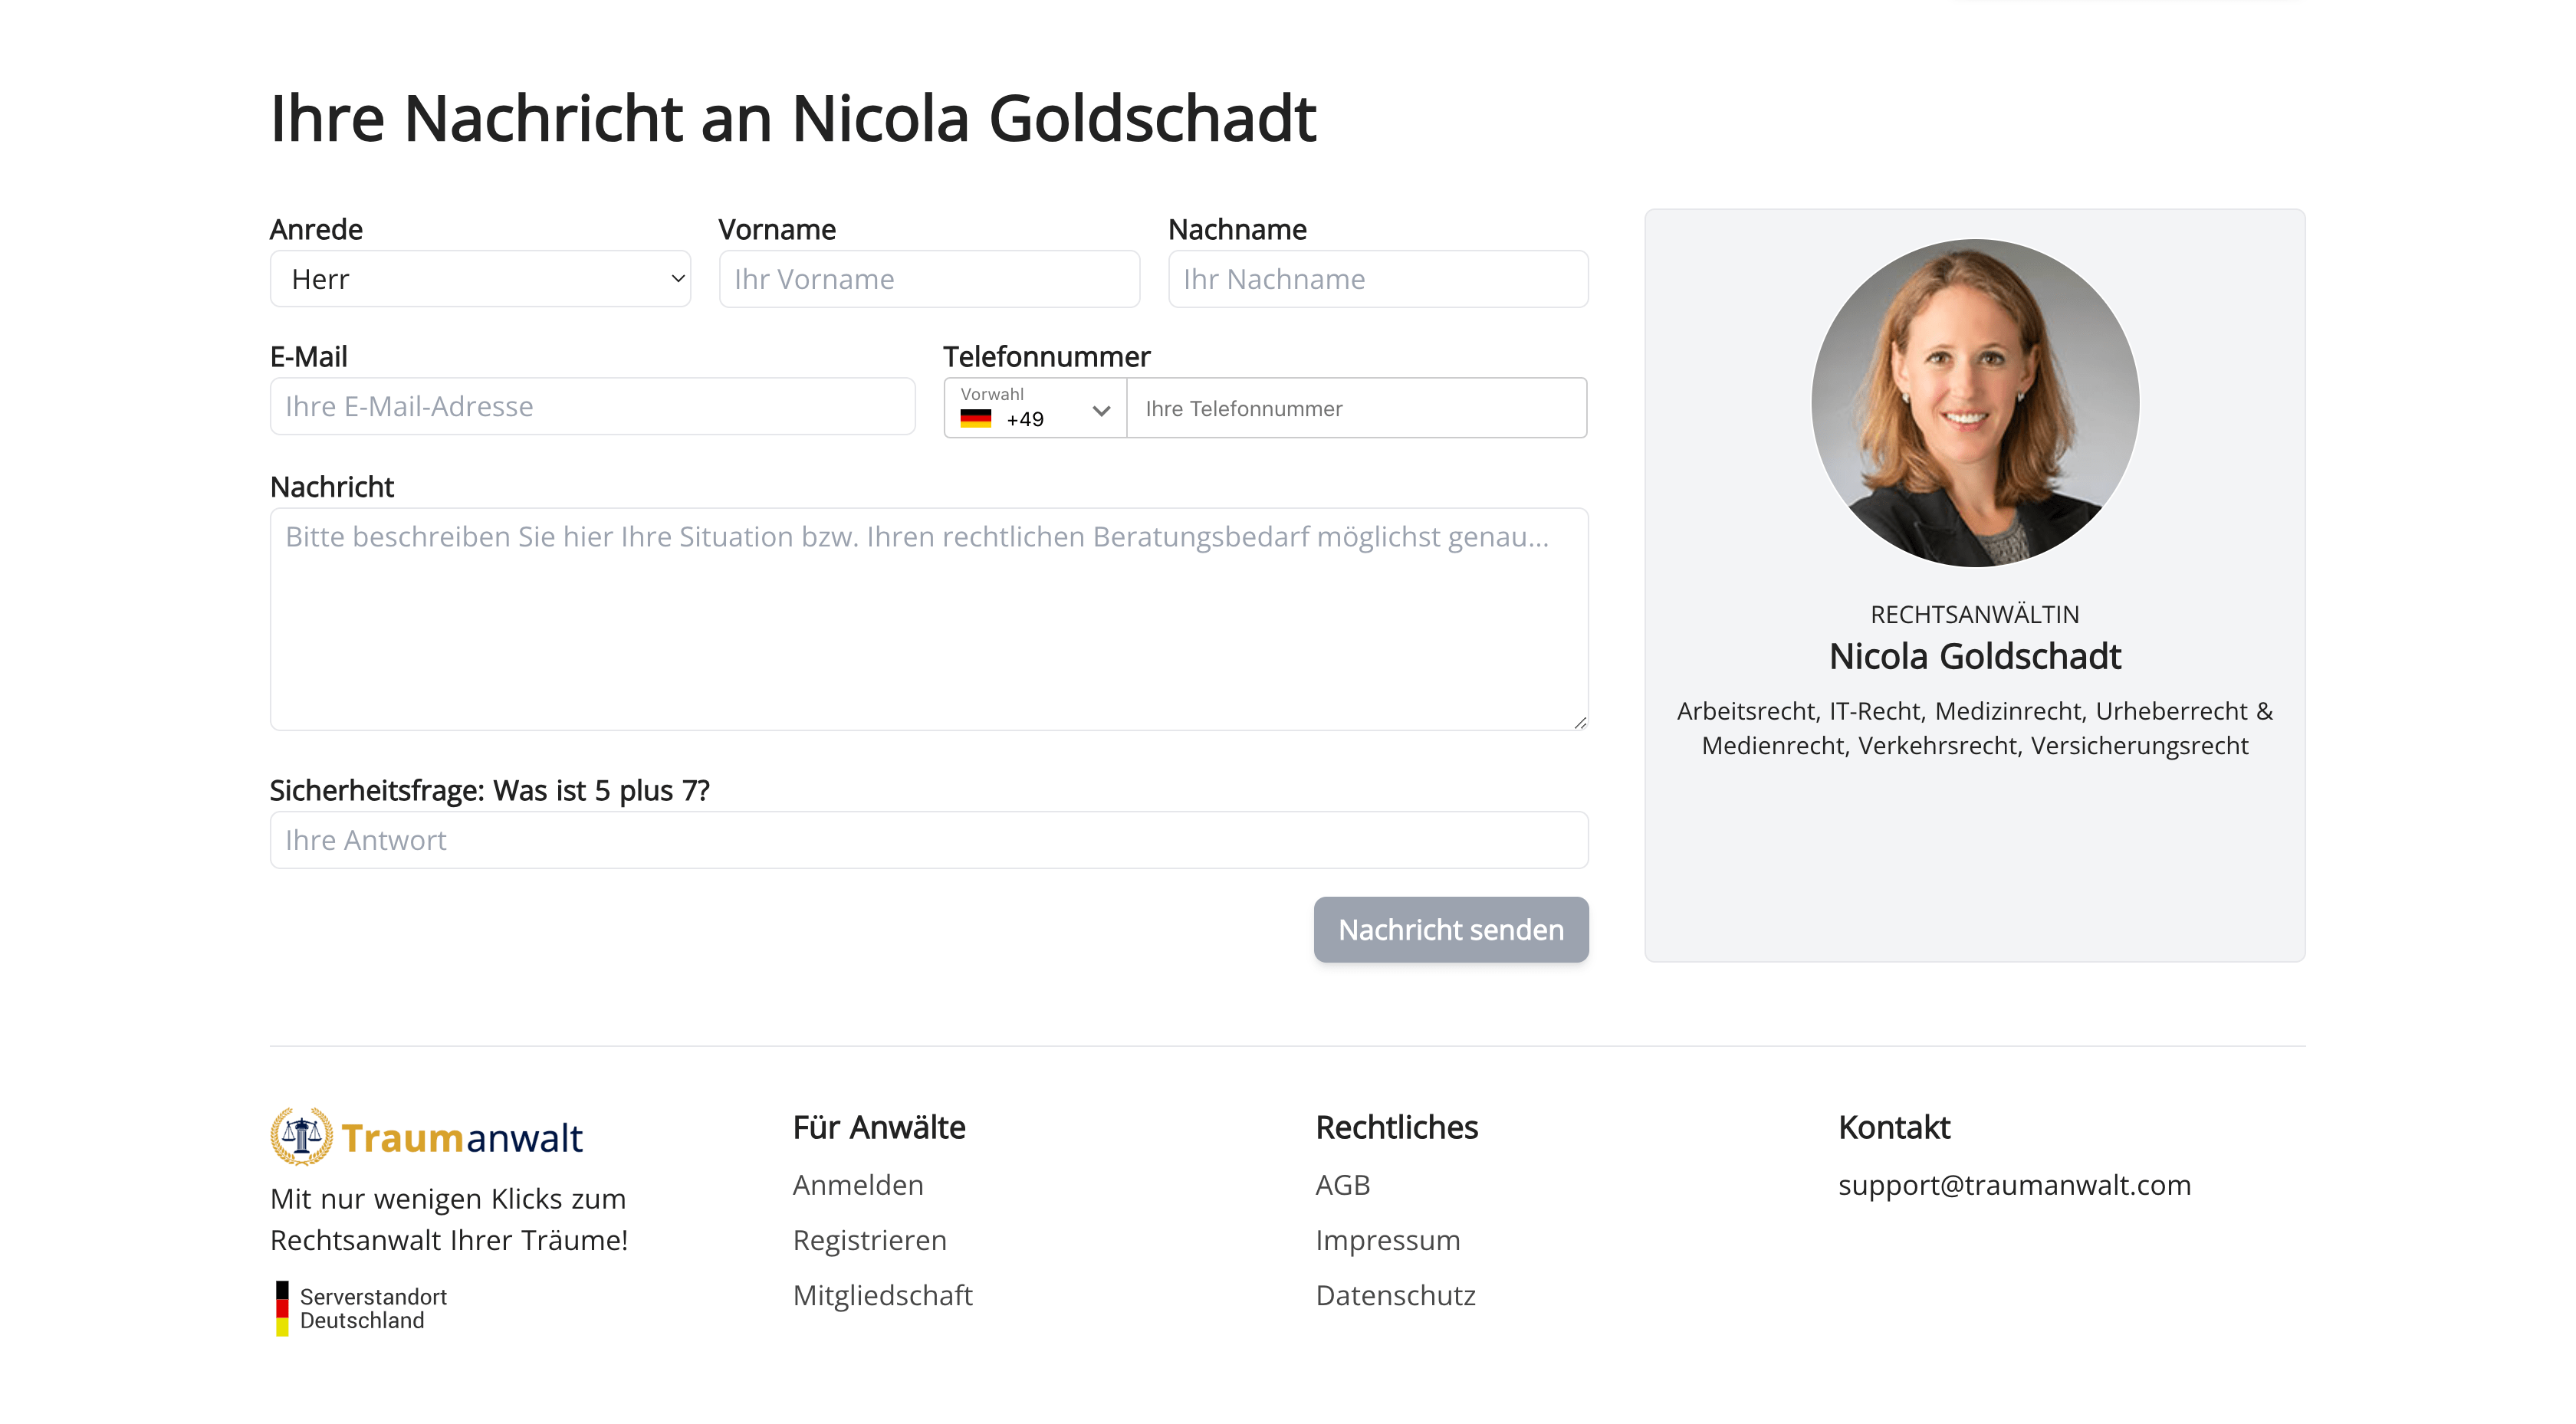 Ihre Nachricht an Nicola Goldschadt
Anrede
Vorname
Nachname
Herr
Ihr Vorname
Ihr Nachname
E-Mail
Telefonnummer
Ihre E-Mail-Adresse
Vorwahl
+49
Ihre Telefonnummer
Nachricht
Bitte beschreiben Sie hier Ihre Situation bzw. Ihren rechtlichen Beratungsbedarf möglichst genau...
Sicherheitsfrage: Was ist 5 plus 7?
Ihre Antwort
Nachricht senden
RECHTSANWÄLTIN
Nicola Goldschadt
Arbeitsrecht, IT-Recht, Medizinrecht, Urheberrecht &
Medienrecht, Verkehrsrecht, Versicherungsrecht
Traumanwalt
Mit nur wenigen Klicks zum
Rechtsanwalt Ihrer Träume!
Serverstandort
Deutschland
Für Anwälte
Anmelden
Registrieren
Mitgliedschaft
Rechtliches
AGB
Impressum
Datenschutz
Kontakt
support@traumanwalt.com